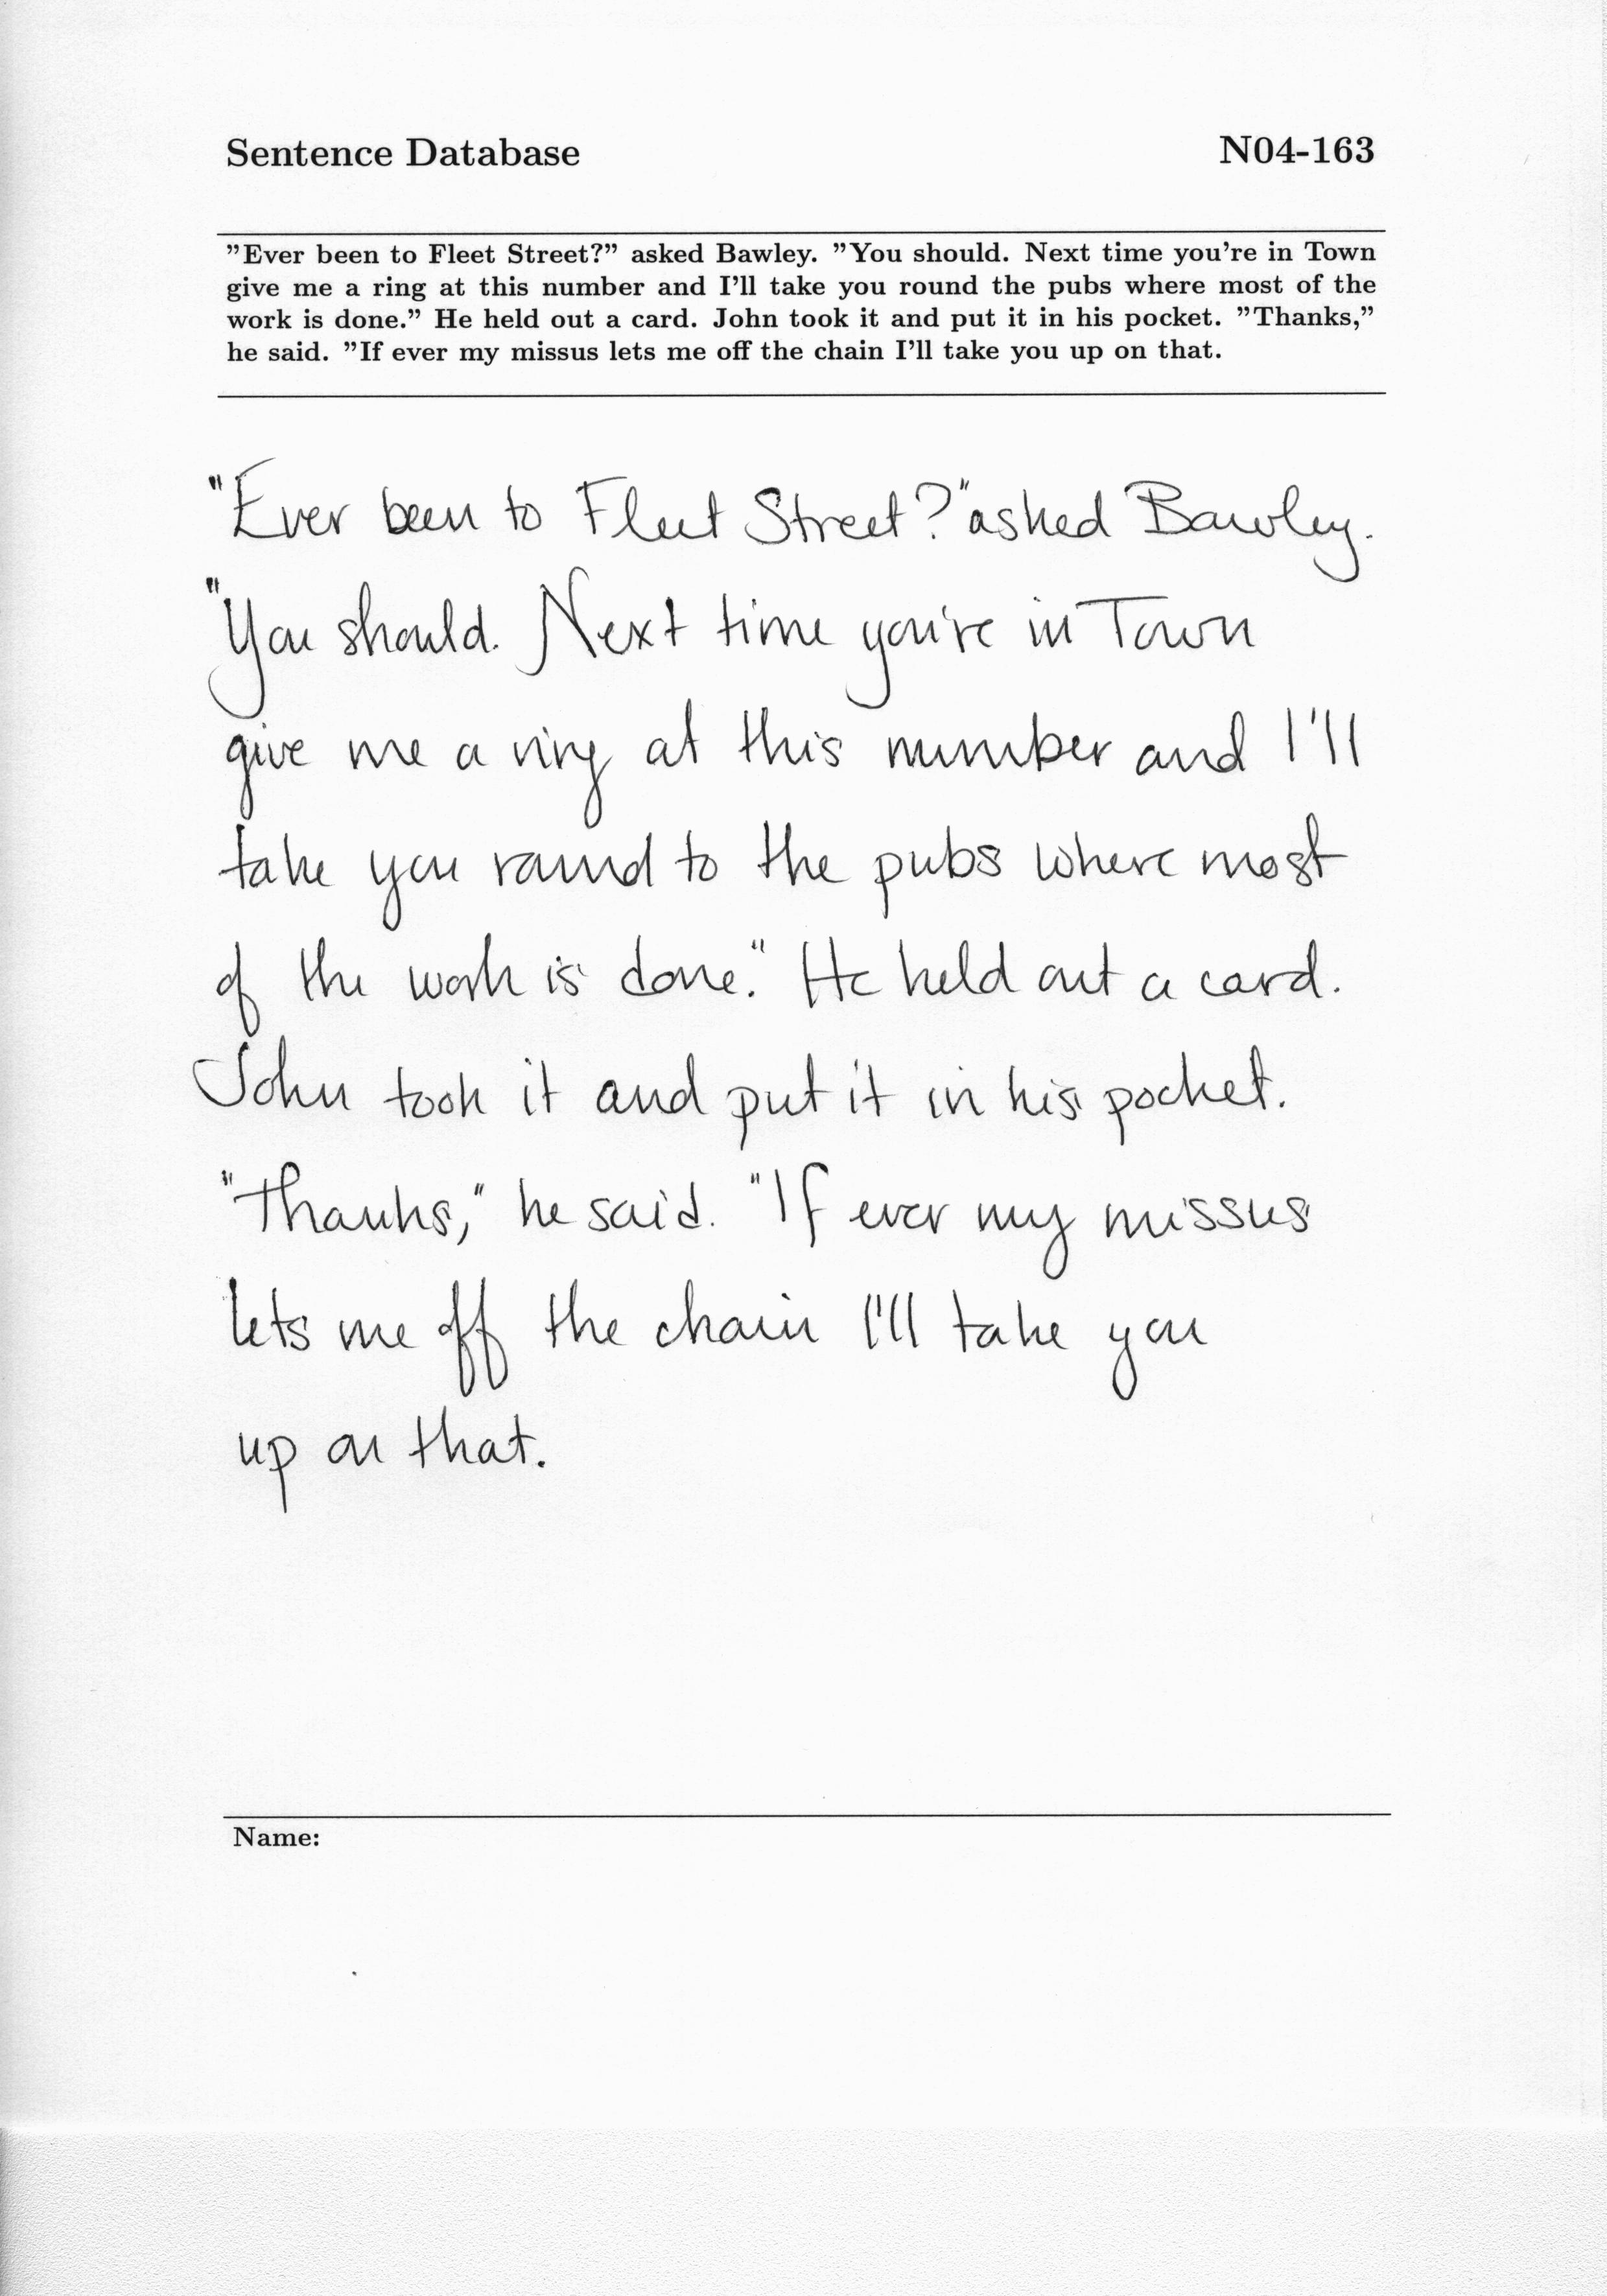 Sentence Database N04-163
"Ever been to Fleet Street?" asked Bawley. "You should. Next time you're in Town
give me a ring at this number and I'll take you round the pubs where most of the
work is done." He held out a card. John took it and put it in his pocket. "Thanks,"
he said. "If ever my missus lets me off the chain I'll take you up on that.
"Ever been to Fleet Street?" asked Bawley.
"You should. Next time you're in Town
give me a ring at this number and I'll
take you round to the pubs where most
of the work is done." He held out a card.
John took it and put it in his pocket.
"Thanks," he said. "If ever my missus
lets me off the chain I'll take you
up on that.
Name: